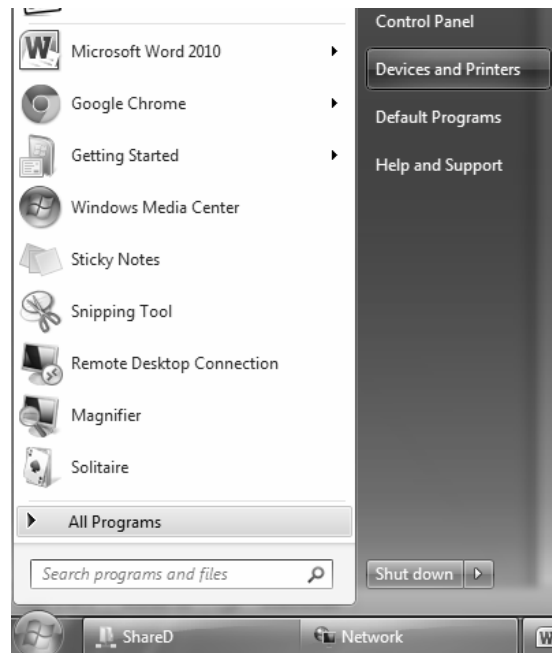 Microsoft Word 2010
Google Chrome
Getting Started
Windows Media Center
Sticky Notes
Snipping Tool
Remote Desktop Connection
Magnifier
Solitaire
All Programs
Search programs and files
Control Panel
Devices and Printers
Default Programs
Help and Support
Shut down
ShareD
Network